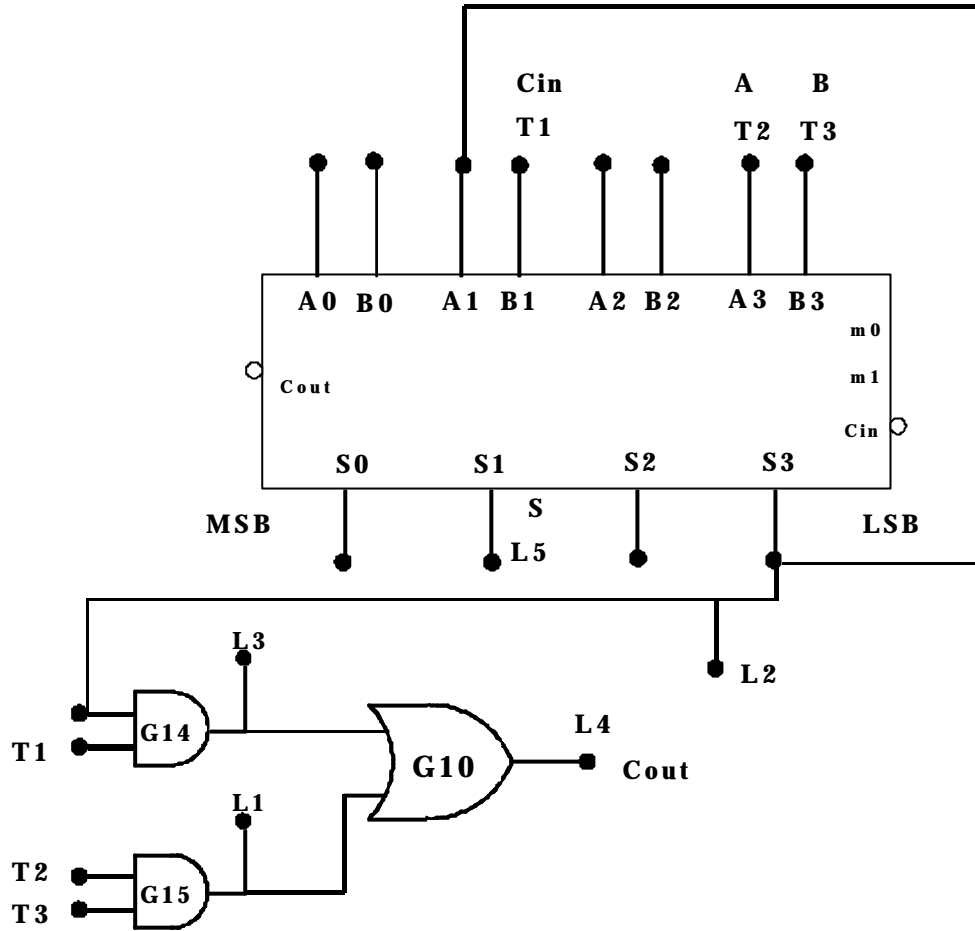 Cin A B
T1 T2 T3
A0 B0 A1 B1 A2 B2 A3 B3
m0
m1
Cout
Cin
S0 S1 S2 S3
MSB S LSB
L5
L3
L2
G14
T1
L4
G10
Cout
L1
T2
G15
T3